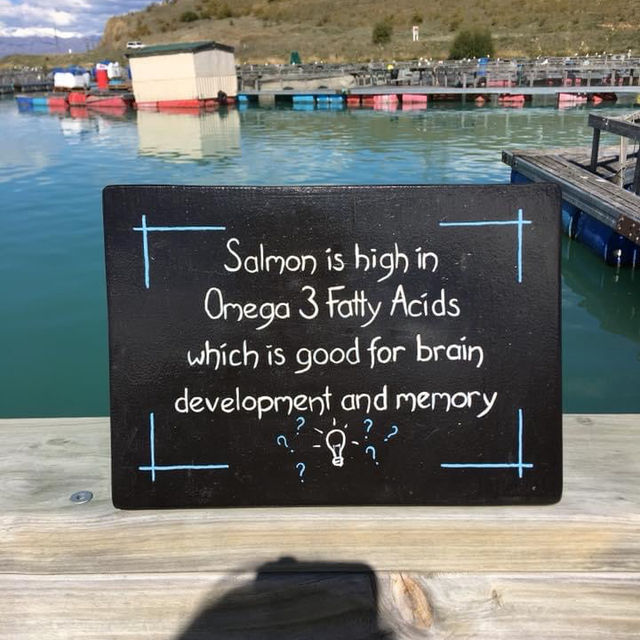 Salmon is high in
Omega 3 Fatty Acids
which is good for brain
development and memory
? ? ? ? ? ?